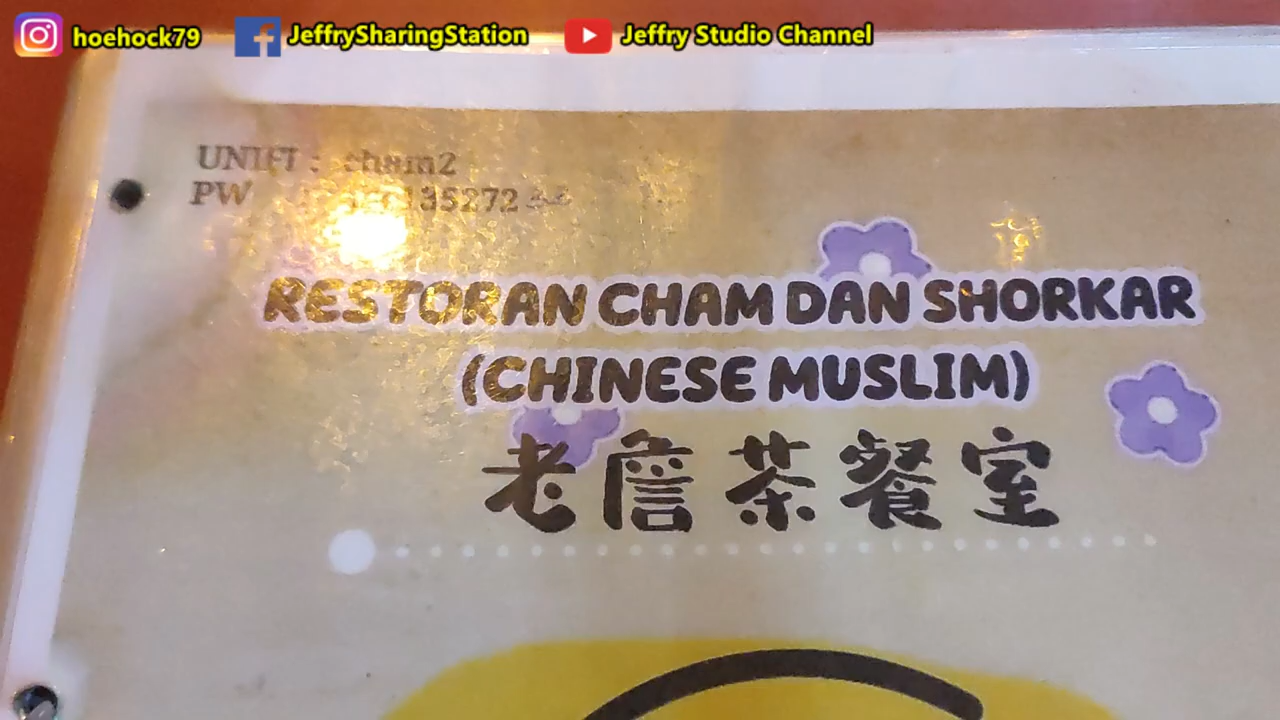 hoehock79
JeffrySharingStation
Jeffry Studio Channel
UNIFI : cham2
PW
RESTORAN CHAM DAN SHORKAR
(CHINESE MUSLIM)
老詹茶餐室